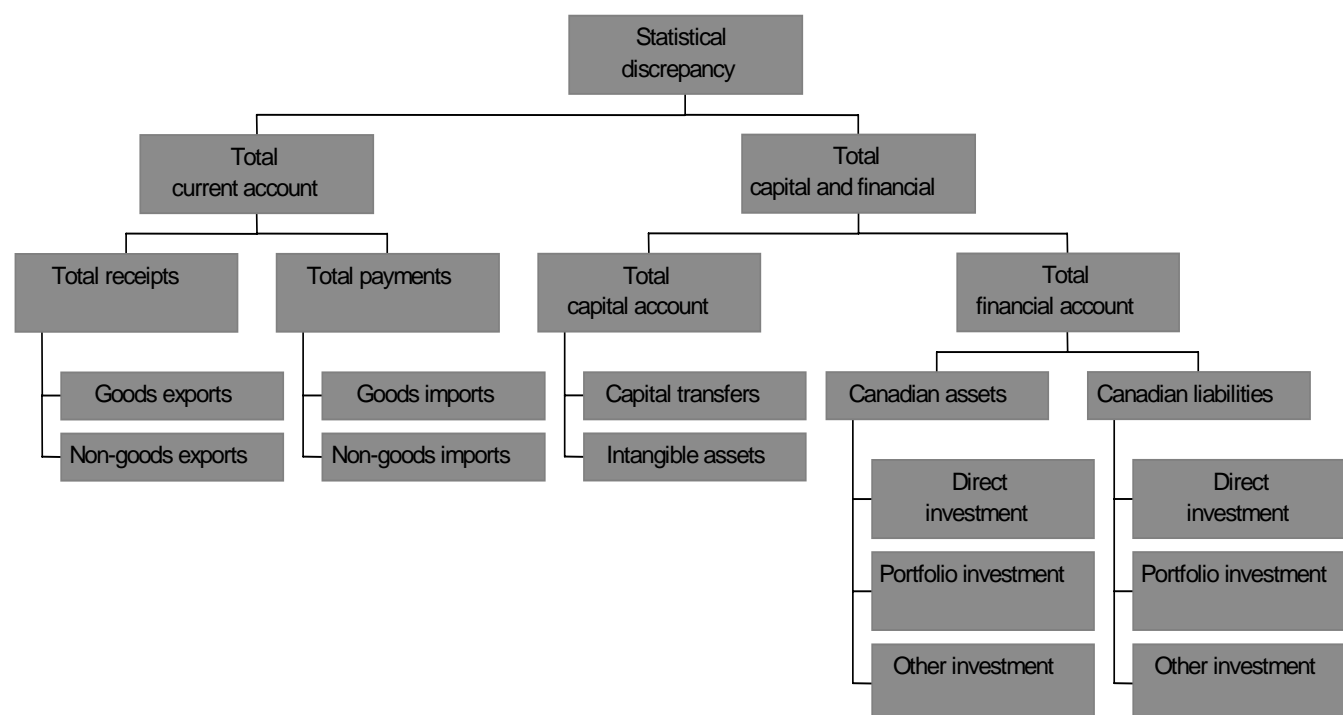 Statistical
discrepancy
Total
current account
Total
capital and financial
Total receipts
Total payments
Total
capital account
Total
financial account
Goods exports
Goods imports
Capital transfers
Canadian assets
Canadian liabilities
Non-goods exports
Non-goods imports
Intangible assets
Direct
investment
Direct
investment
Portfolio investment
Portfolio investment
Other investment
Other investment